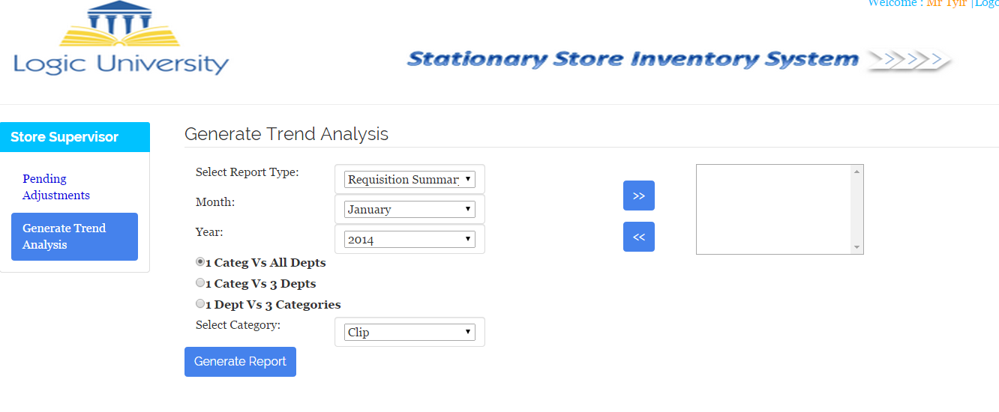 Welcome : Mr Tyir |Logo
Logic University
Stationary Store Inventory System
Store Supervisor
Pending
Adjustments
Generate Trend
Analysis
Generate Trend Analysis
Select Report Type:
Requisition Summar
Month:
January
Year:
2014
>>
<<
1 Categ Vs All Depts
1 Categ Vs 3 Depts
1 Dept Vs 3 Categories
Select Category:
Clip
Generate Report